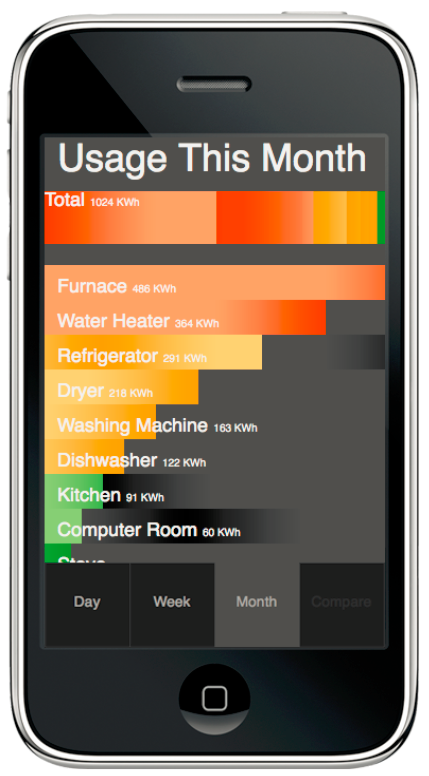 Usage This Month
Total 1024 KWh
Furnace 486 KWh
Water Heater 364 KWh
Refrigerator 291 KWh
Dryer 218 KWh
Washing Machine 163 KWh
Dishwasher 122 KWh
Kitchen 91 KWh
Computer Room 60 KWh
Day Week Month Compare